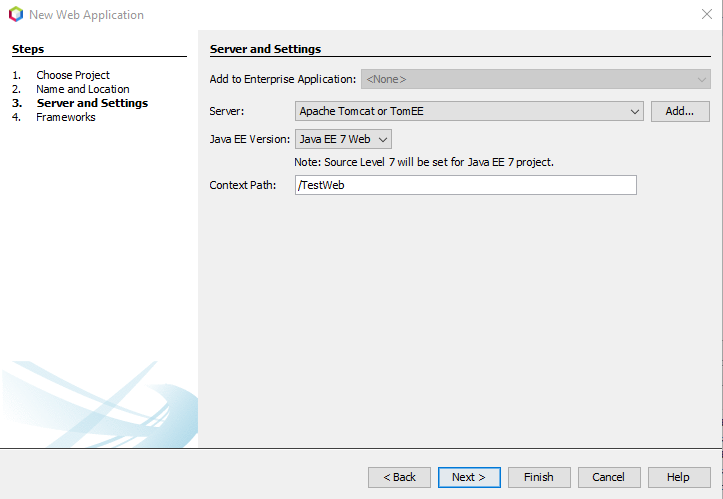 New Web Application
Steps
1. Choose Project
2. Name and Location
3. Server and Settings
4. Frameworks
Server and Settings
Add to Enterprise Application: <None>
Server: Apache Tomcat or TomEE Add...
Java EE Version: Java EE 7 Web
Note: Source Level 7 will be set for Java EE 7 project.
Context Path: /TestWeb
< Back Next > Finish Cancel Help